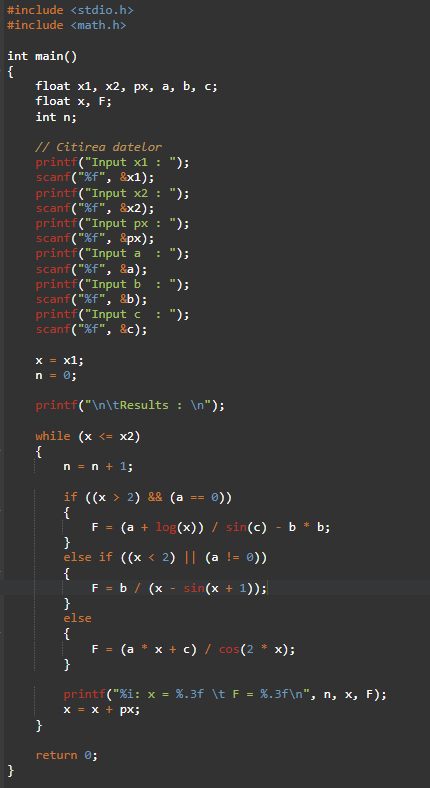 #include <stdio.h>
#include <math.h>
int main()
{
float x1, x2, px, a, b, c;
float x, F;
int n;
// Citirea datelor
printf("Input x1 : ");
scanf("%f", &x1);
printf("Input x2 : ");
scanf("%f", &x2);
printf("Input px : ");
scanf("%f", &px);
printf("Input a  : ");
scanf("%f", &a);
printf("Input b  : ");
scanf("%f", &b);
printf("Input c  : ");
scanf("%f", &c);
x = x1;
n = 0;
printf("\n\tResults : \n");
while (x <= x2)
{
n = n + 1;
if ((x > 2) && (a == 0))
{
F = (a + log(x)) / sin(c) - b * b;
}
else if ((x < 2) || (a != 0))
{
F = b / (x - sin(x + 1));
}
else
{
F = (a * x + c) / cos(2 * x);
}
printf("%i: x = %.3f \t F = %.3f\n", n, x, F);
x = x + px;
}
return 0;
}